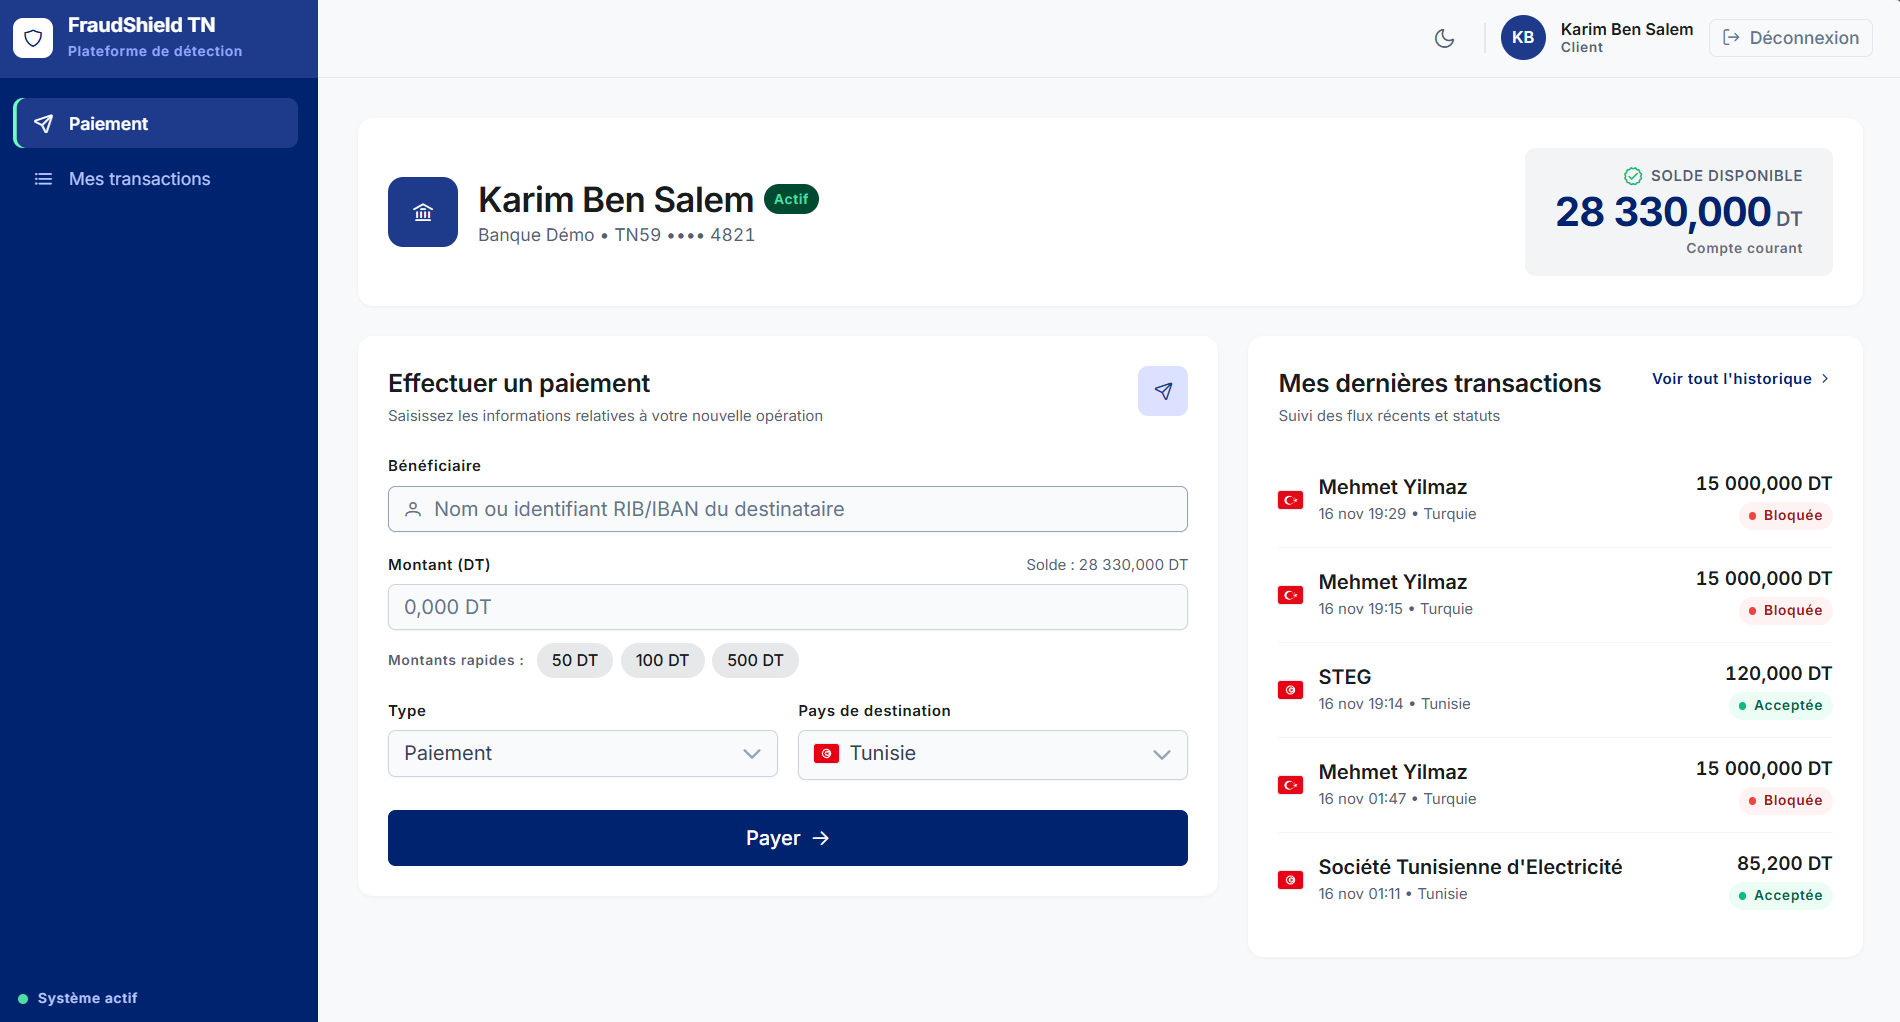 FraudShield TN
Plateforme de détection
Paiement
Mes transactions
Système actif
KB
Karim Ben Salem
Client
Déconnexion
Karim Ben Salem
Actif
Banque Démo • TN59 •••• 4821
SOLDE DISPONIBLE
28 330,000 DT
Compte courant
Effectuer un paiement
Saisissez les informations relatives à votre nouvelle opération
Bénéficiaire
Nom ou identifiant RIB/IBAN du destinataire
Montant (DT)
Solde : 28 330,000 DT
0,000 DT
Montants rapides :
50 DT
100 DT
500 DT
Type
Pays de destination
Paiement
Tunisie
Payer
Mes dernières transactions
Voir tout l'historique
Suivi des flux récents et statuts
Mehmet Yilmaz
15 000,000 DT
16 nov 19:29 • Turquie
Bloquée
Mehmet Yilmaz
15 000,000 DT
16 nov 19:15 • Turquie
Bloquée
STEG
120,000 DT
16 nov 19:14 • Tunisie
Acceptée
Mehmet Yilmaz
15 000,000 DT
16 nov 01:47 • Turquie
Bloquée
Société Tunisienne d'Electricité
85,200 DT
16 nov 01:11 • Tunisie
Acceptée